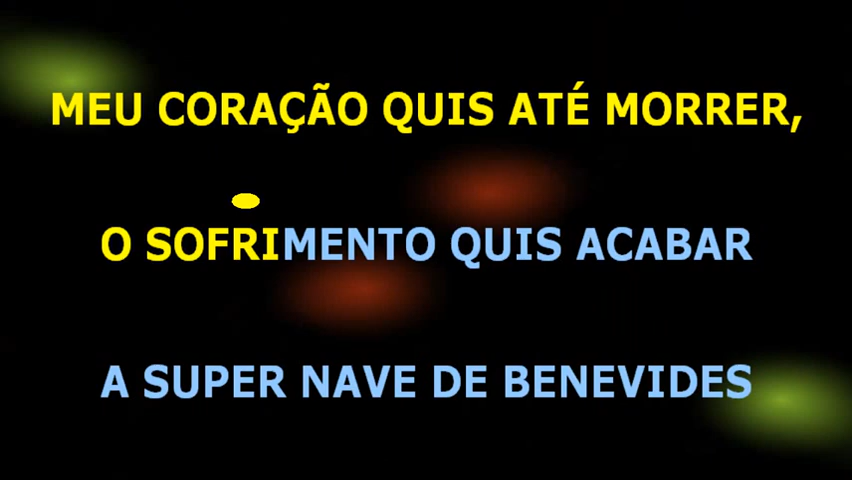 MEU CORAÇÃO QUIS ATÉ MORRER,
O SOFRIMENTO QUIS ACABAR
A SUPER NAVE DE BENEVIDES